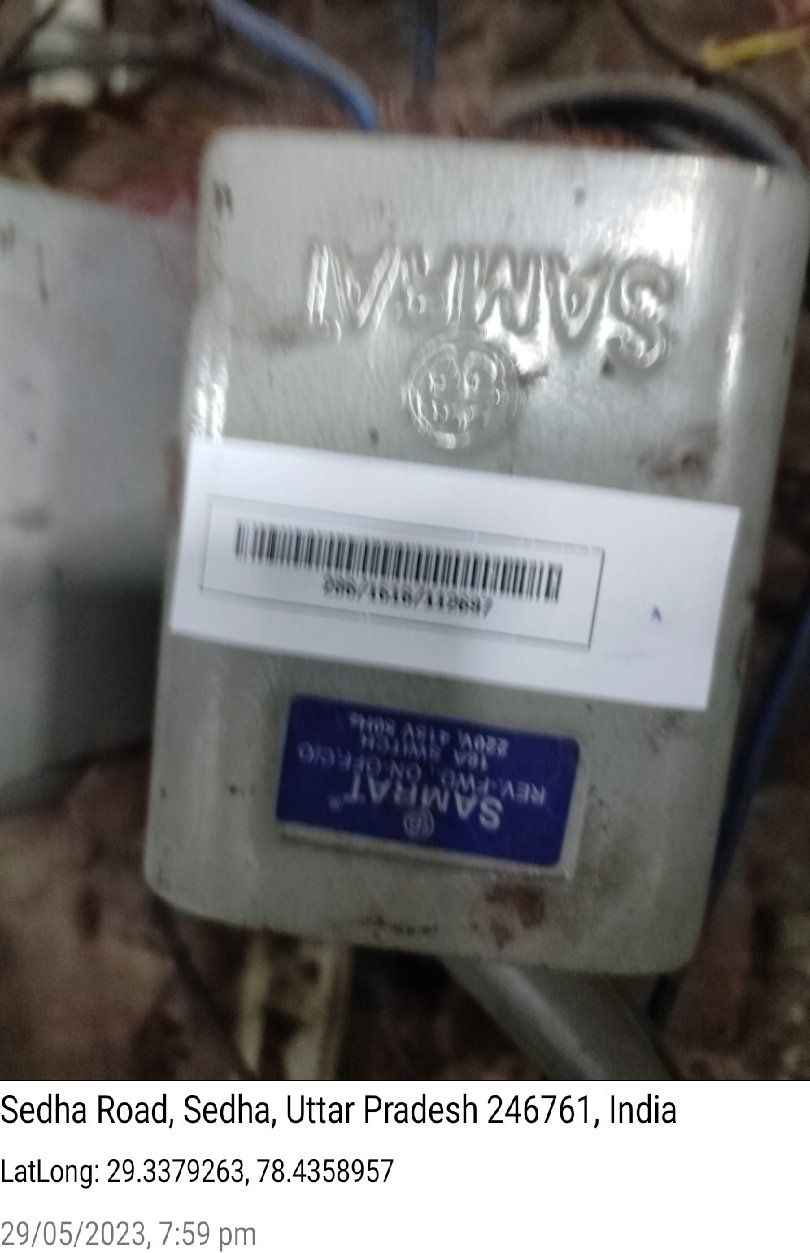 SAMRAT
SAMRAT
REV-FWD, ON-OFF, C/O
16A SWITCH
220V, 415V 50Hz
Sedha Road, Sedha, Uttar Pradesh 246761, India
LatLong: 29.3379263, 78.4358957
29/05/2023, 7:59 pm